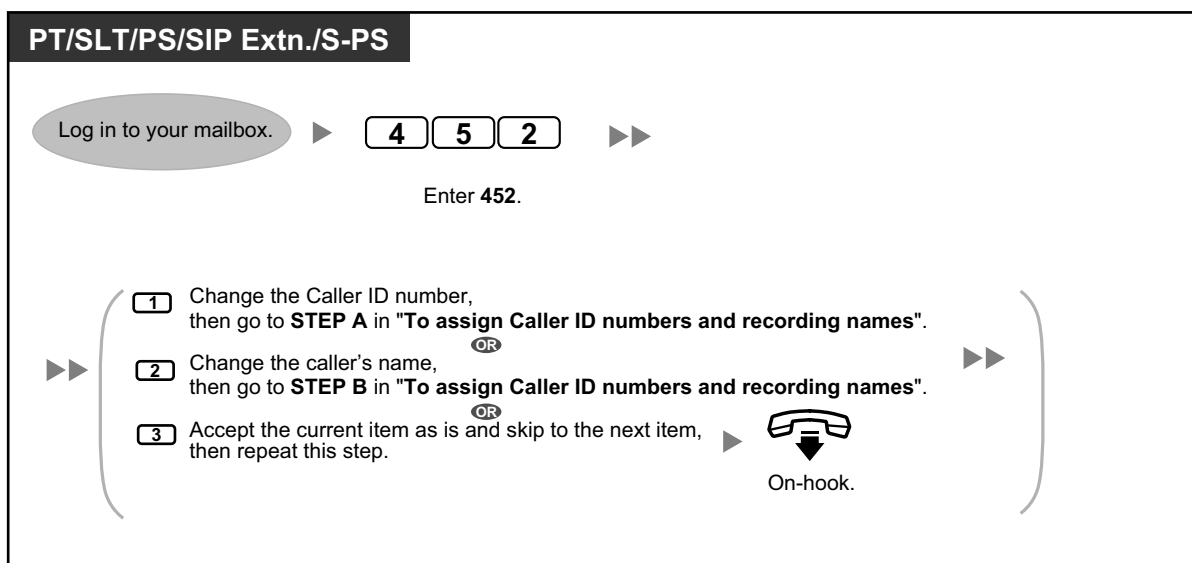 PT/SLT/PS/SIP Extn./S-PS
Log in to your mailbox.
4 5 2
Enter 452.
1 Change the Caller ID number,
then go to STEP A in "To assign Caller ID numbers and recording names".
OR
2 Change the caller's name,
then go to STEP B in "To assign Caller ID numbers and recording names".
OR
3 Accept the current item as is and skip to the next item,
then repeat this step.
On-hook.